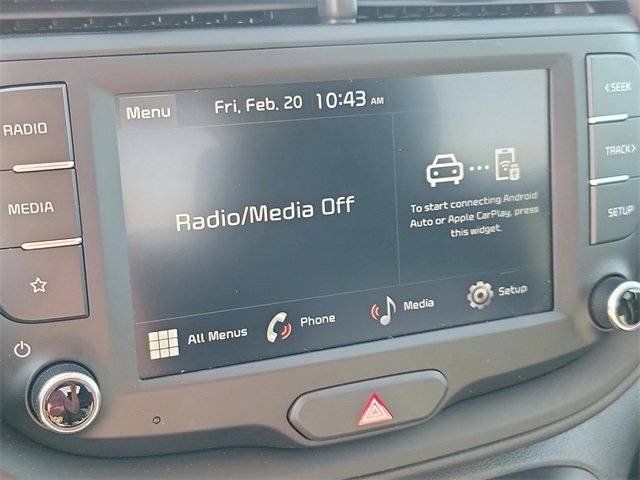 Menu
Fri, Feb. 20 10:43 AM
< SEEK
RADIO
TRACK >
MEDIA
SETUP
Radio/Media Off
To start connecting Android
Auto or Apple CarPlay, press
this widget.
All Menus
Phone
Media
Setup